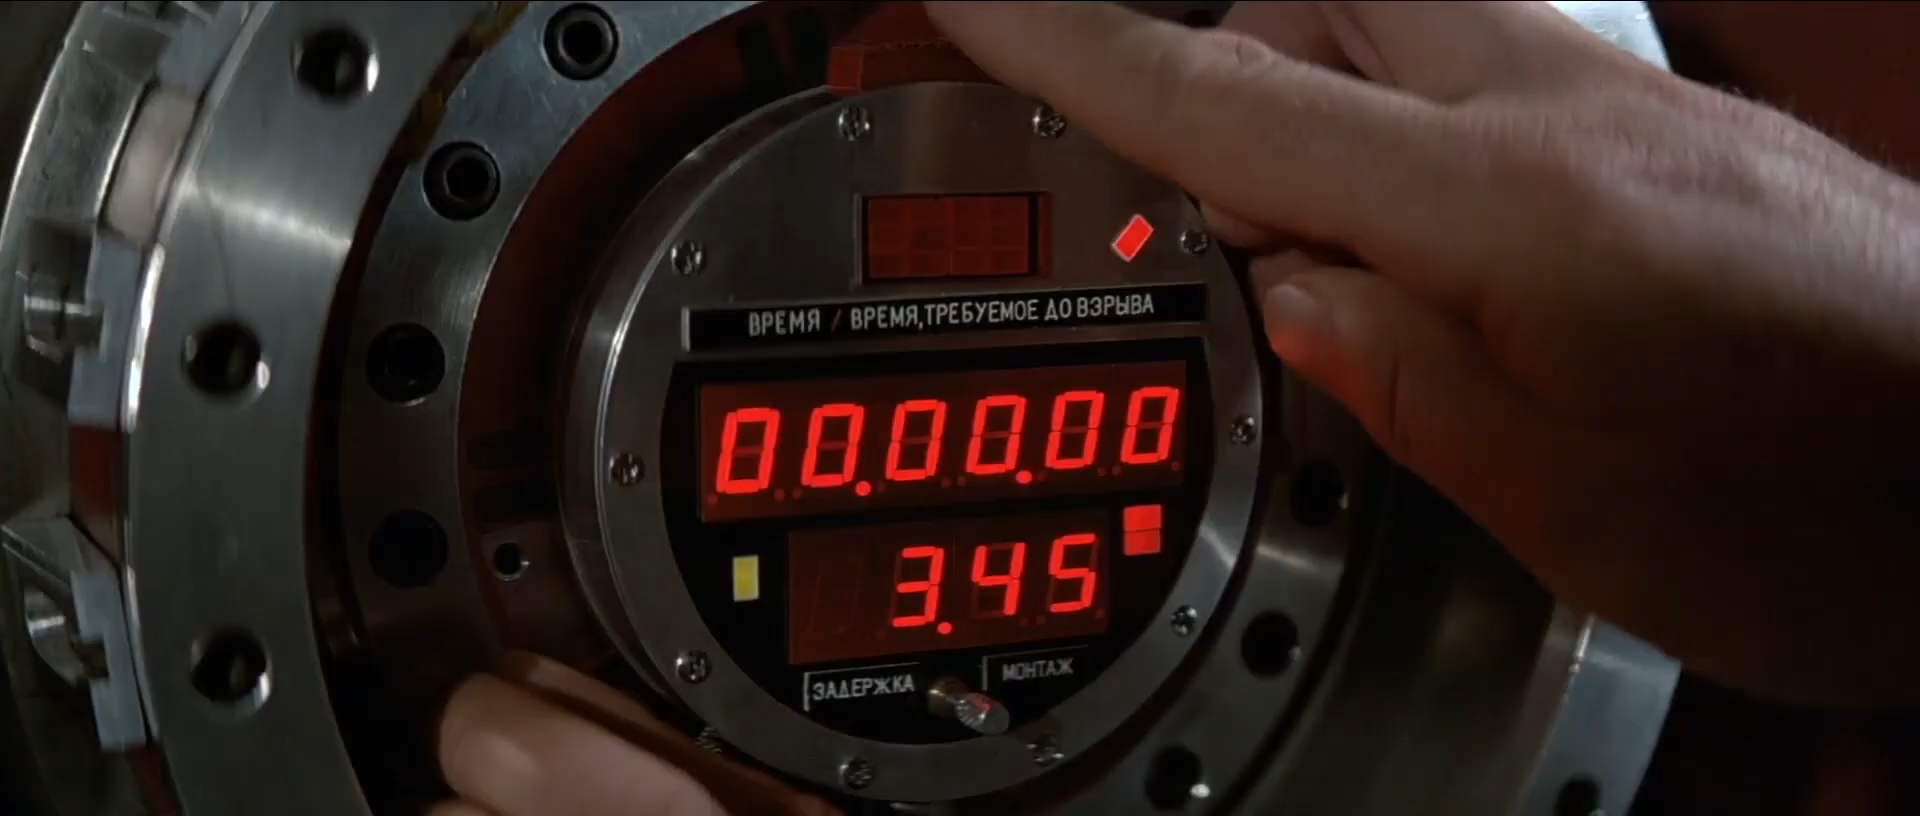 ВРЕМЯ / ВРЕМЯ,ТРЕБУЕМОЕ ДО ВЗРЫВА
00.00.00
3.45
ЗАДЕРЖКА
МОНТАЖ